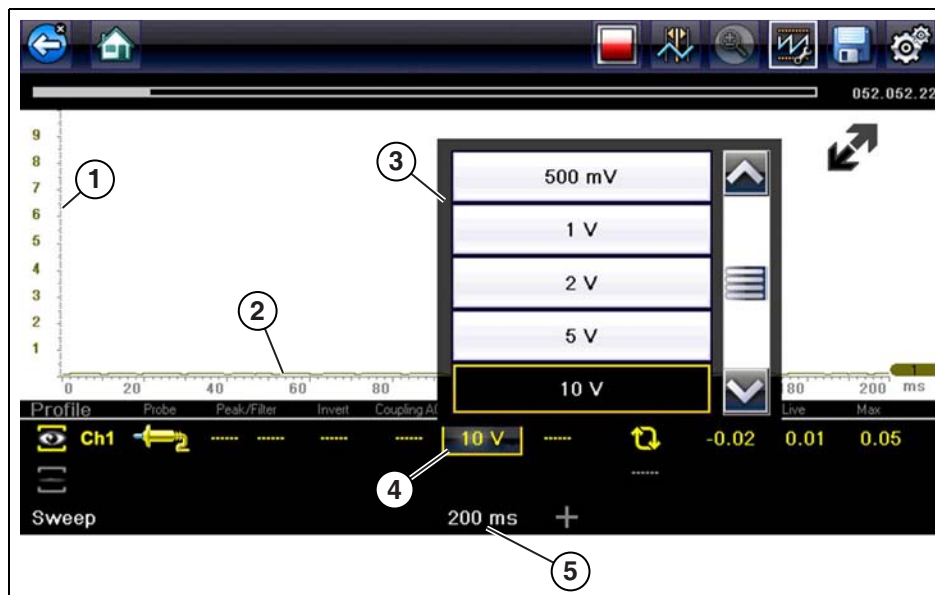 052.052.22
9
8
7
6
5
4
3
2
1
1
2
3
500 mV
1 V
2 V
5 V
10 V
1
0 20 40 60 80 80 200 ms
Profile Probe Peak/Filter Invert Coupling Live Max
Ch1 2 ------ ------ ------ ------ 10 V ------ -0.02 0.01 0.05
------
4
Sweep 200 ms +
5